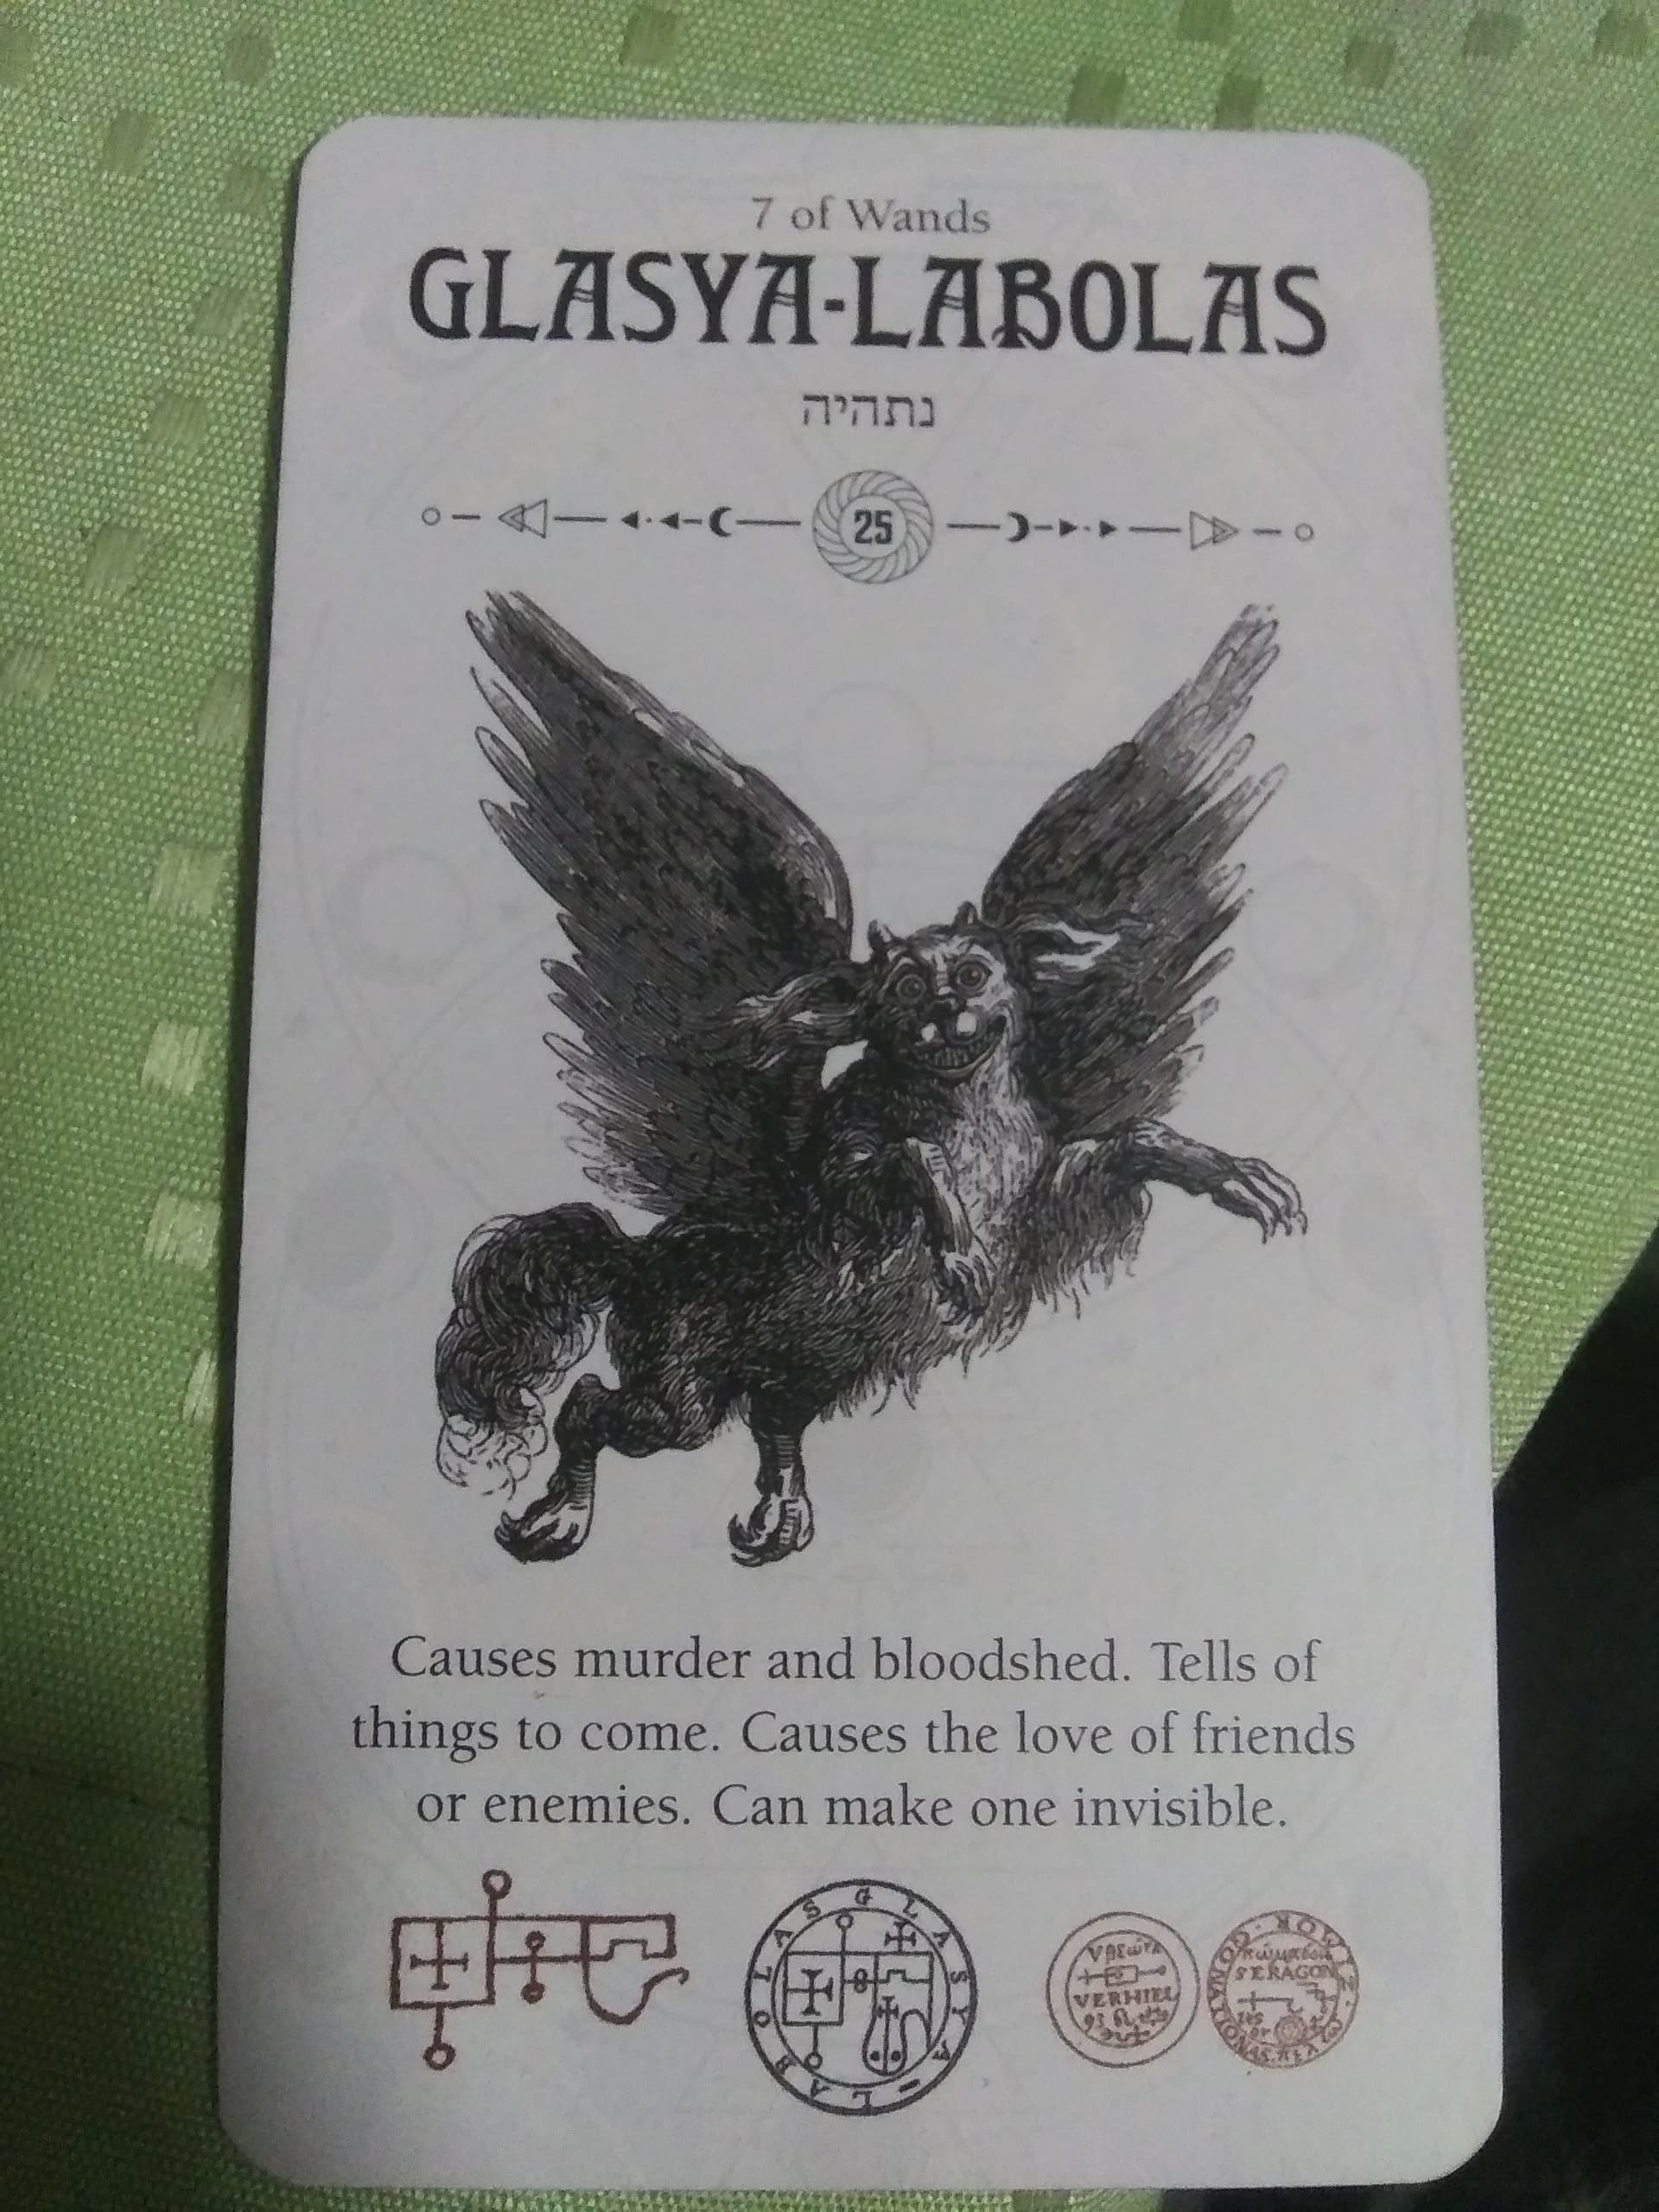 7 of Wands
GLASYA-LABOLAS
נתהיה
25
Causes murder and bloodshed. Tells of
things to come. Causes the love of friends
or enemies. Can make one invisible.
GLASYA-LABOLAS
VERHIEL
SERAGON